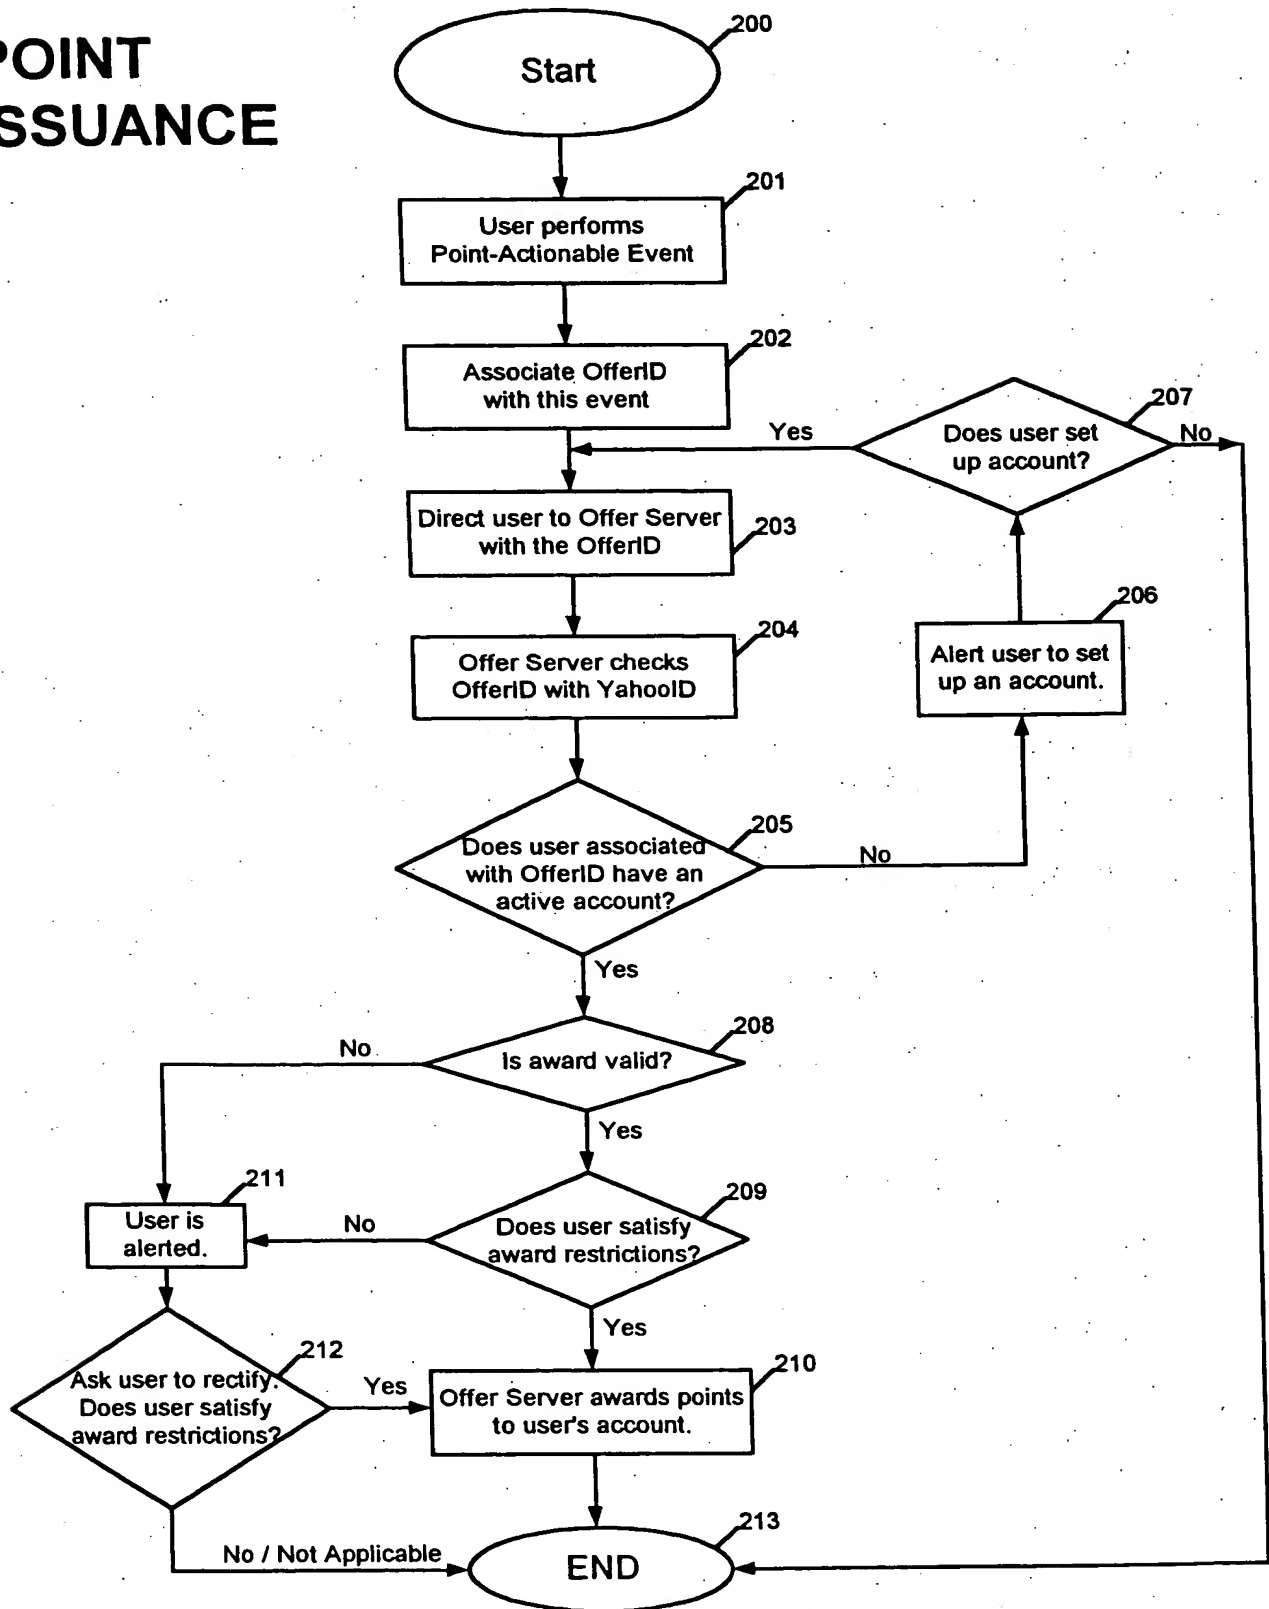 POINT
ISSUANCE
200
Start
201
User performs
Point-Actionable Event
202
Associate OfferID
with this event
207
Does user set
up account?
Yes
No
Direct user to Offer Server
with the OfferID
203
206
Alert user to set
up an account.
204
Offer Server checks
OfferID with YahooID
205
Does user associated
with OfferID have an
active account?
No
Yes
208
Is award valid?
No
Yes
211
User is
alerted.
209
Does user satisfy
award restrictions?
No
Yes
212
Ask user to rectify.
Does user satisfy
award restrictions?
Yes
210
Offer Server awards points
to user's account.
No / Not Applicable
213
END